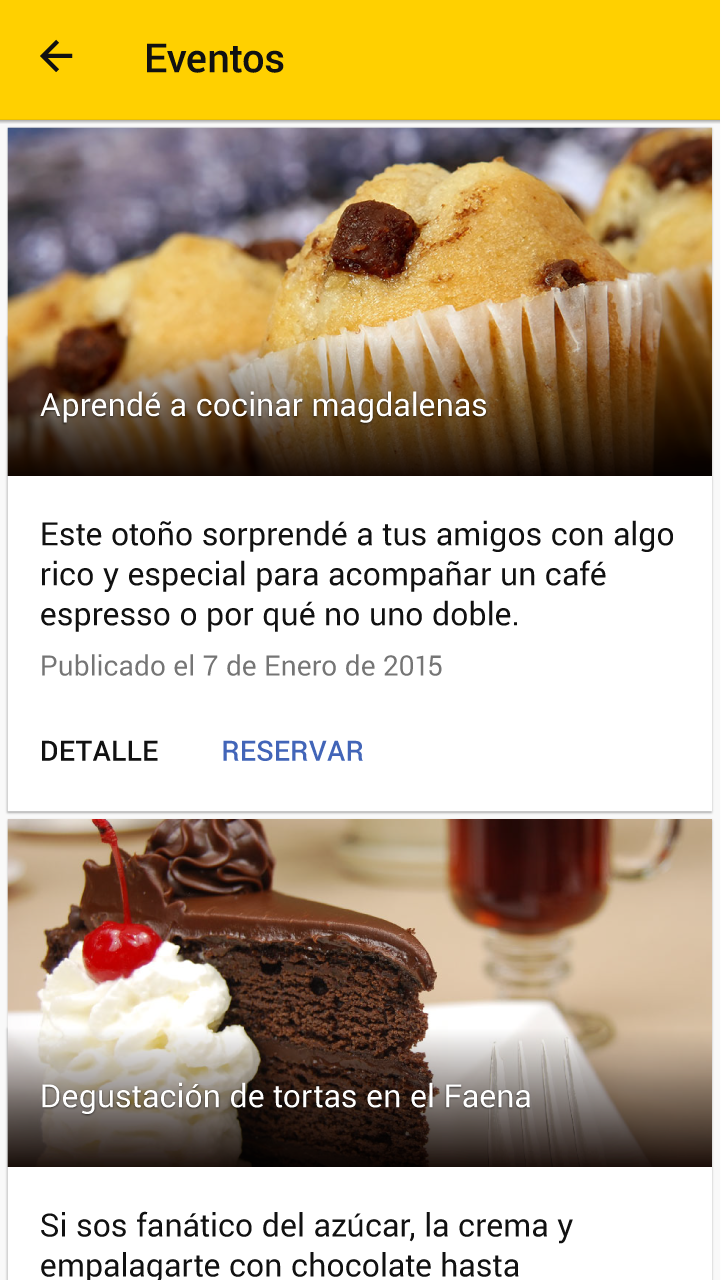 Eventos
Aprendé a cocinar magdalenas
Este otoño sorprendé a tus amigos con algo
rico y especial para acompañar un café
espresso o por qué no uno doble.
Publicado el 7 de Enero de 2015
DETALLE RESERVAR
Degustación de tortas en el Faena
Si sos fanático del azúcar, la crema y
empalagarte con chocolate hasta